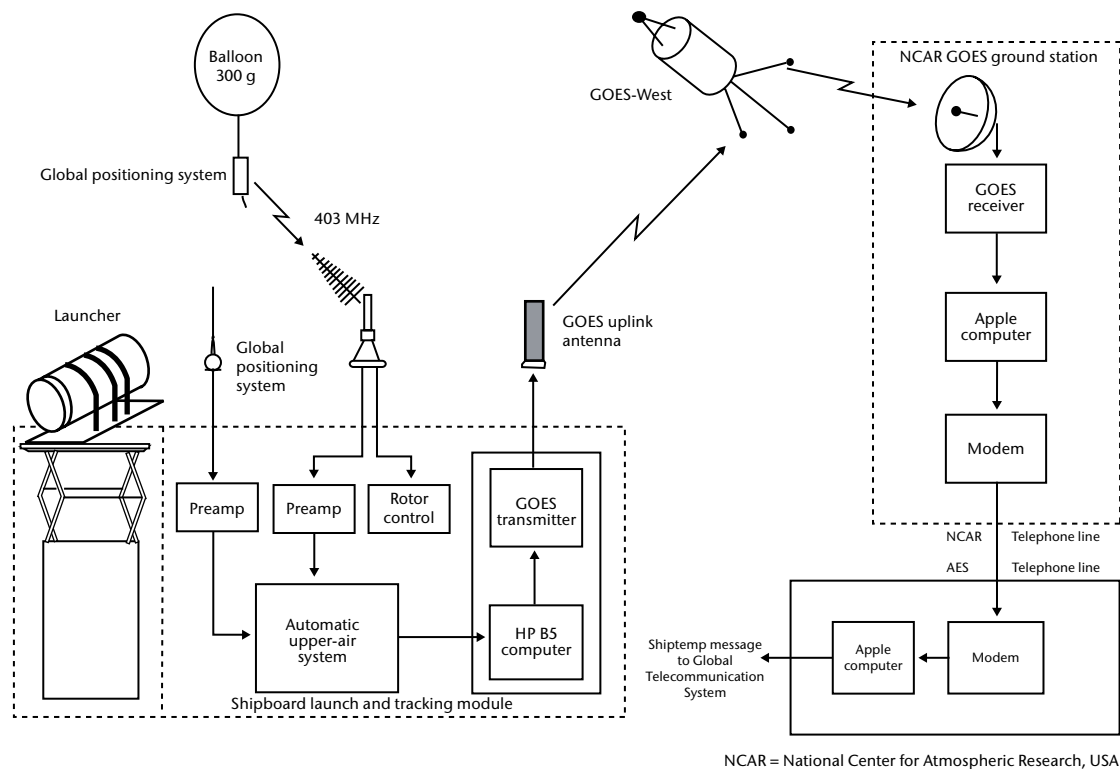 Balloon
300 g
Global positioning system
403 MHz
Launcher
Global
positioning
system
GOES uplink
antenna
GOES-West
NCAR GOES ground station
GOES
receiver
Apple
computer
Modem
Preamp
Preamp
Rotor
control
GOES
transmitter
Automatic
upper-air
system
HP B5
computer
Shipboard launch and tracking module
NCAR
Telephone line
AES
Telephone line
Shiptemp message
to Global
Telecommunication
System
Apple
computer
Modem
NCAR = National Center for Atmospheric Research, USA